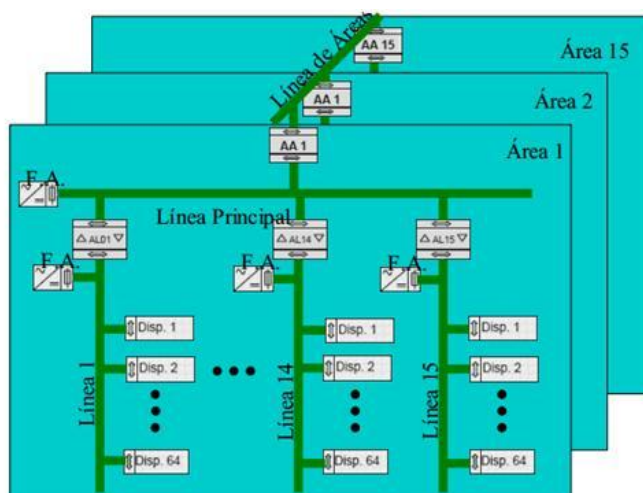 AA 15
Línea de Áreas
Área 15
AA 1
Área 2
AA 1
Área 1
F.A.
Línea Principal
AL01
AL14
AL15
F.A.
F.A.
F.A.
Línea 1
Disp. 1
Disp. 2
Disp. 64
Línea 14
Disp. 1
Disp. 2
Disp. 64
Línea 15
Disp. 1
Disp. 2
Disp. 64